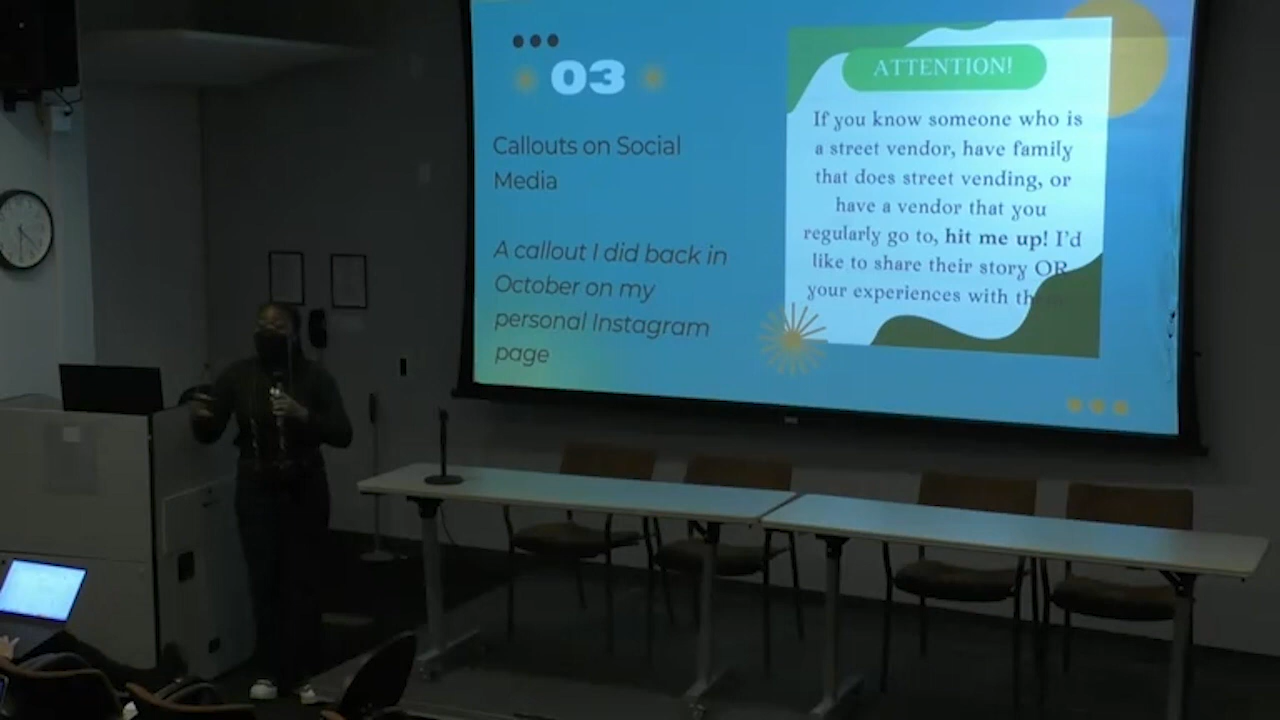 03
Callouts on Social
Media
A callout I did back in
October on my
personal Instagram
page
ATTENTION!
If you know someone who is
a street vendor, have family
that does street vending, or
have a vendor that you
regularly go to, hit me up! I'd
like to share their story OR
your experiences with them